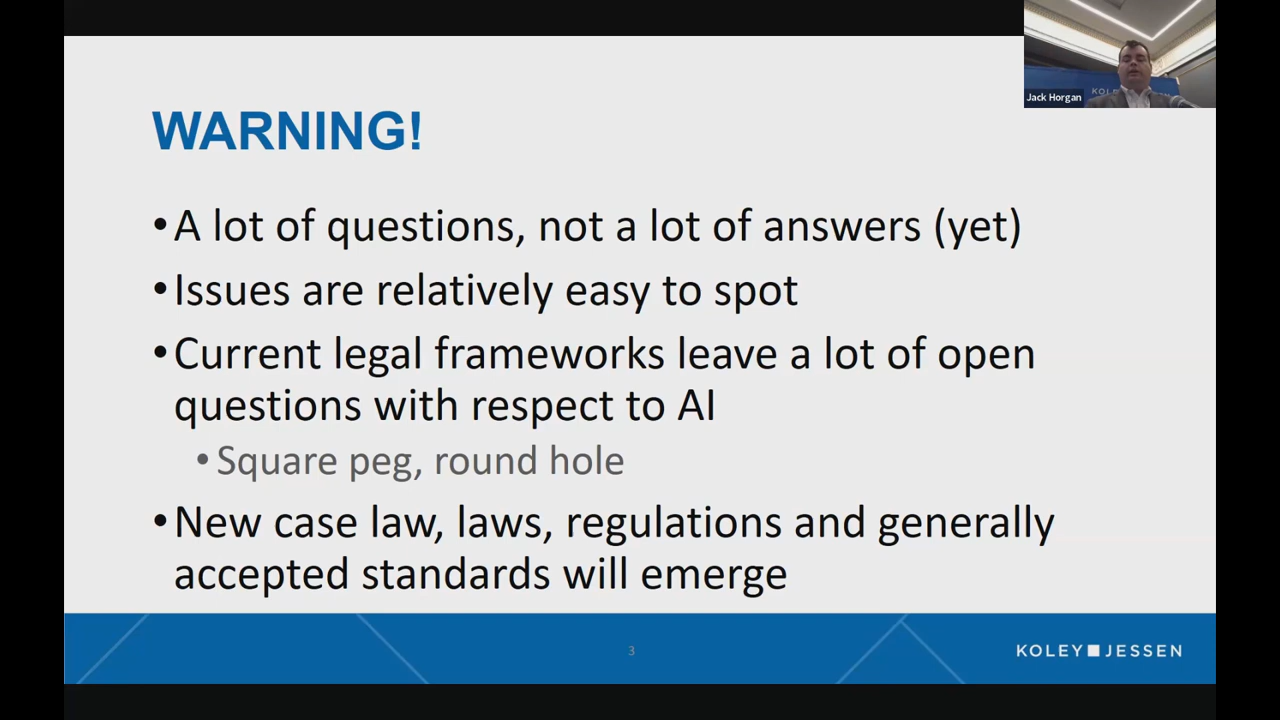 WARNING!
•A lot of questions, not a lot of answers (yet)
•Issues are relatively easy to spot
•Current legal frameworks leave a lot of open
questions with respect to AI
•Square peg, round hole
•New case law, laws, regulations and generally
accepted standards will emerge
3
KOLEY JESSEN
Jack Horgan